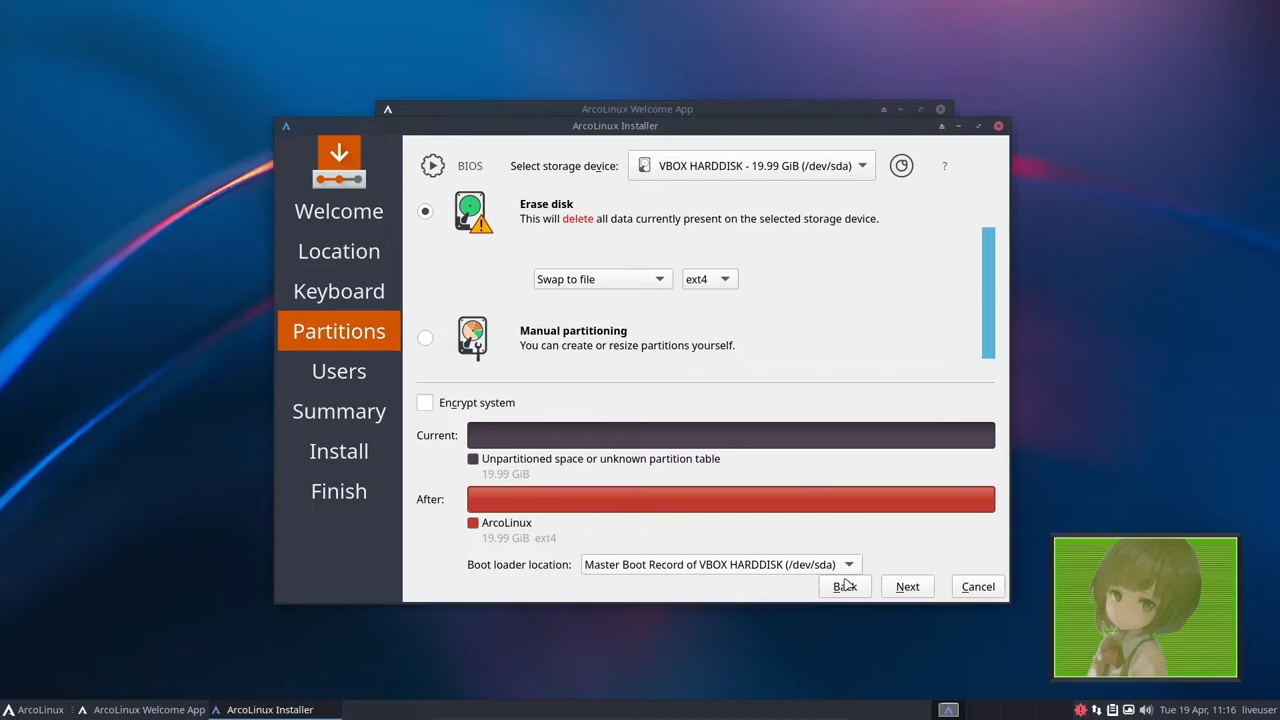 ArcoLinux Welcome App
ArcoLinux Installer
BIOS
Select storage device:
VBOX HARDDISK - 19.99 GiB (/dev/sda)
?
Welcome
Location
Keyboard
Partitions
Users
Summary
Install
Finish
Erase disk
This will delete all data currently present on the selected storage device.
Swap to file
ext4
Manual partitioning
You can create or resize partitions yourself.
Encrypt system
Current:
Unpartitioned space or unknown partition table
19.99 GiB
After:
ArcoLinux
19.99 GiB ext4
Boot loader location:
Master Boot Record of VBOX HARDDISK (/dev/sda)
Back
Next
Cancel
ArcoLinux
ArcoLinux Welcome App
ArcoLinux Installer
Tue 19 Apr, 11:16
liveuser